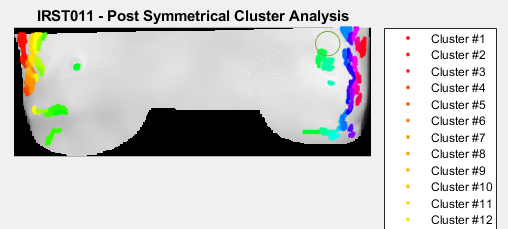 IRST011 - Post Symmetrical Cluster Analysis
Cluster #1
Cluster #2
Cluster #3
Cluster #4
Cluster #5
Cluster #6
Cluster #7
Cluster #8
Cluster #9
Cluster #10
Cluster #11
Cluster #12